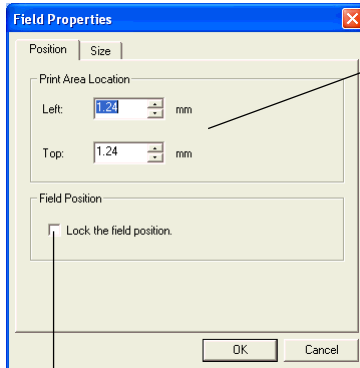 Field Properties
Position Size
Print Area Location
Left: 1.24 mm
Top: 1.24 mm
Field Position
Lock the field position.
OK Cancel